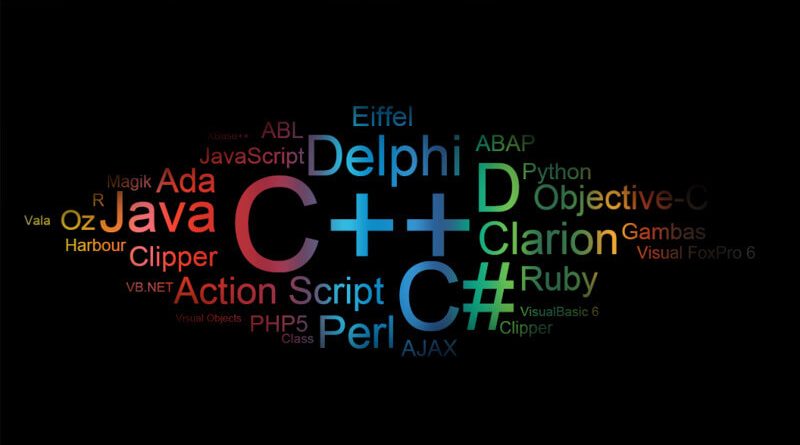 Eiffel
ABL
JavaScript
Delphi
ABAP
Magik
Ada
D
Python
R
Objective-C
Vala
Oz
Java
C++
Clarion
Gambas
Harbour
Clipper
Visual FoxPro 6
VB.NET
Action Script
C#
Ruby
Visual Objects
PHP5
Perl
VisualBasic 6
Class
AJAX
Clipper